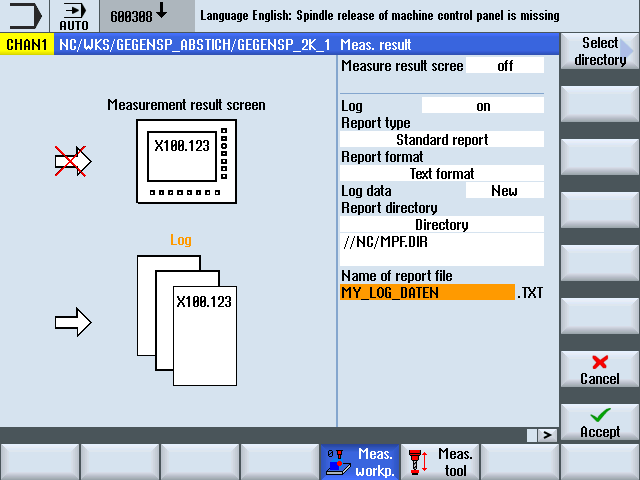 600308
Language English: Spindle release of machine control panel is missing
AUTO
CHAN1 NC/WKS/GEGENSP_ABSTICH/GEGENSP_2K_1 Meas. result
Select
directory
Measure result scree off
Measurement result screen
X100.123
Log on
Report type
Standard report
Report format
Text format
Log data New
Report directory
Directory
//NC/MPF.DIR
Log
X100.123
Name of report file
MY_LOG_DATEN .TXT
Cancel
Accept
>
Meas.
workp.
Meas.
tool